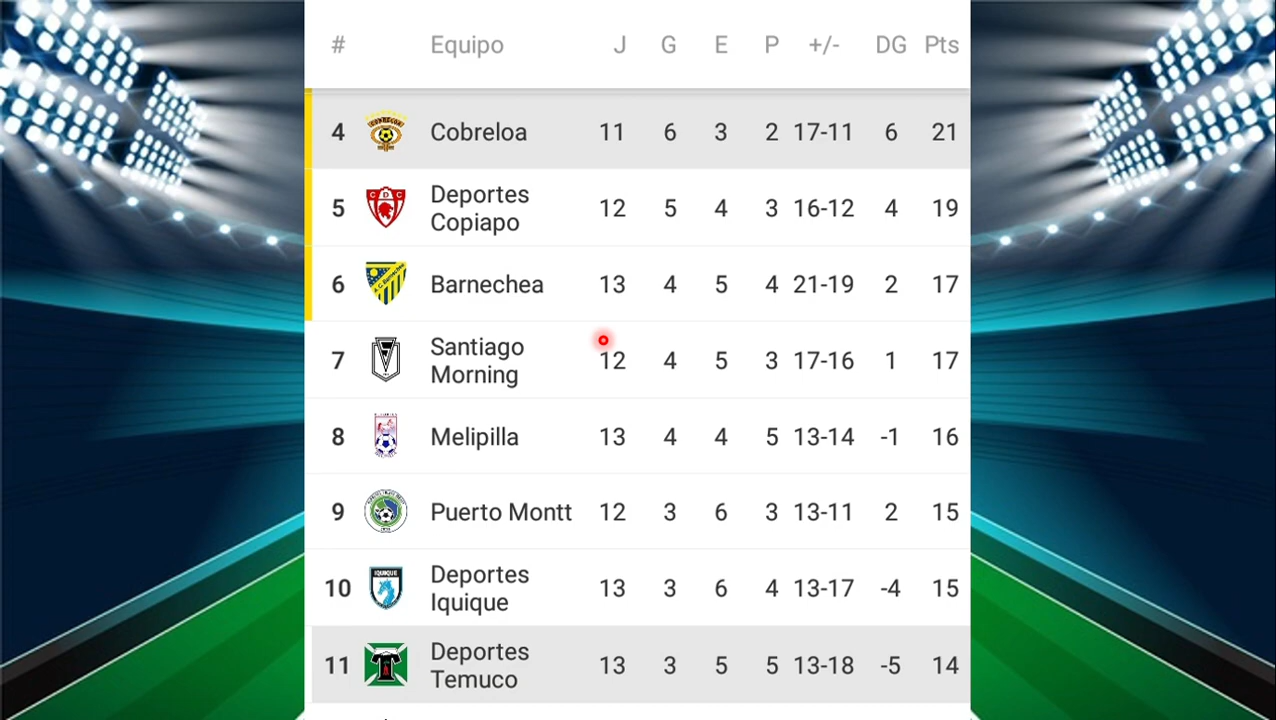 # Equipo J G E P +/- DG Pts
4 Cobreloa 11 6 3 2 17-11 6 21
5 Deportes Copiapo 12 5 4 3 16-12 4 19
6 Barnechea 13 4 5 4 21-19 2 17
7 Santiago Morning 12 4 5 3 17-16 1 17
8 Melipilla 13 4 4 5 13-14 -1 16
9 Puerto Montt 12 3 6 3 13-11 2 15
10 IQUIQUE Deportes Iquique 13 3 6 4 13-17 -4 15
11 Deportes Temuco 13 3 5 5 13-18 -5 14